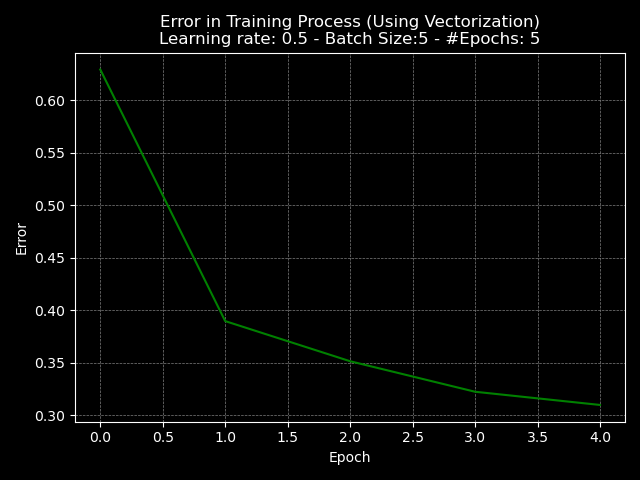 Error in Training Process (Using Vectorization)
Learning rate: 0.5 - Batch Size:5 - #Epochs: 5
0.60
0.55
0.50
0.45
0.40
0.35
0.30
Error
0.0 0.5 1.0 1.5 2.0 2.5 3.0 3.5 4.0
Epoch